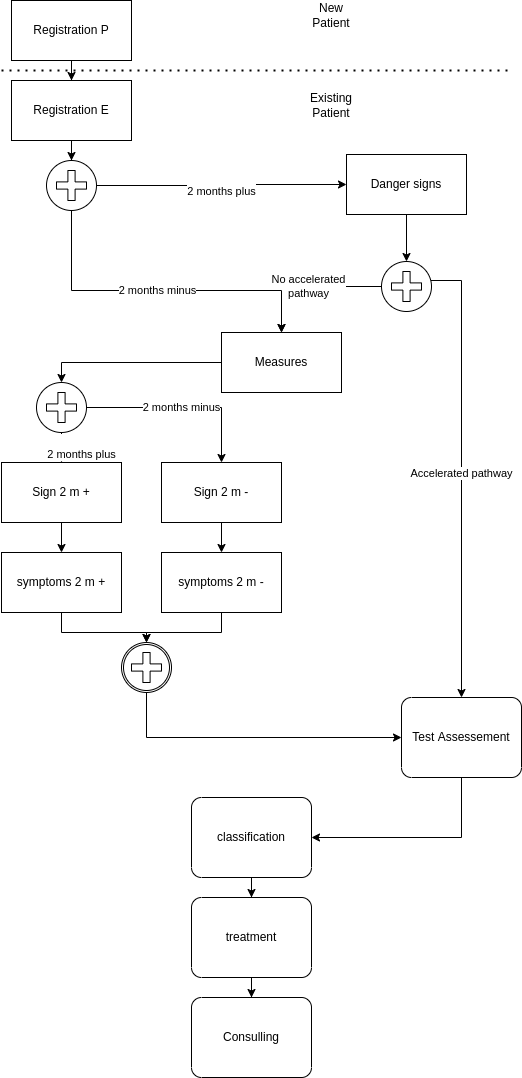 Registration P
New
Patient
Registration E
Existing
Patient
2 months plus
Danger signs
2 months minus
No accelerated
pathway
Measures
2 months minus
2 months plus
Accelerated pathway
Sign 2 m +
Sign 2 m -
symptoms 2 m +
symptoms 2 m -
Test Assessement
classification
treatment
Consulling